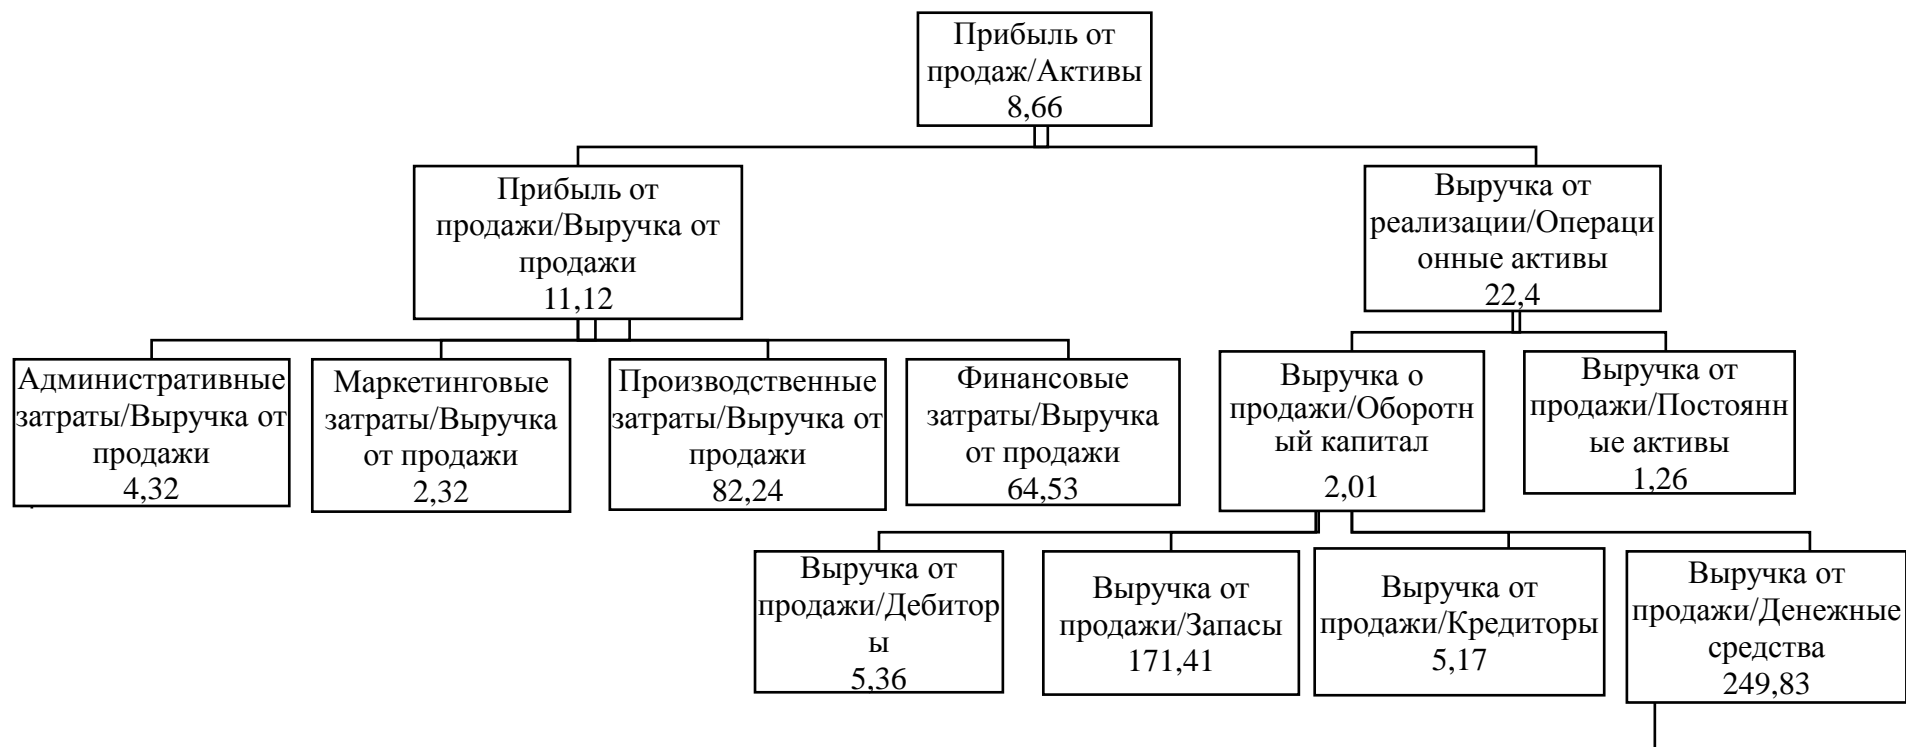 Прибыль от
продаж/Активы
8,66
Прибыль от
продажи/Выручка от
продажи
11,12
Выручка от
реализации/Операци
онные активы
22,4
Административные
затраты/Выручка от
продажи
4,32
Маркетинговые
затраты/Выручка
от продажи
2,32
Производственные
затраты/Выручка от
продажи
82,24
Финансовые
затраты/Выручка
от продажи
64,53
Выручка о
продажи/Оборотн
ый капитал
2,01
Выручка от
продажи/Постоянн
ые активы
1,26
Выручка от
продажи/Дебитор
ы
5,36
Выручка от
продажи/Запасы
171,41
Выручка от
продажи/Кредиторы
5,17
Выручка от
продажи/Денежные
средства
249,83